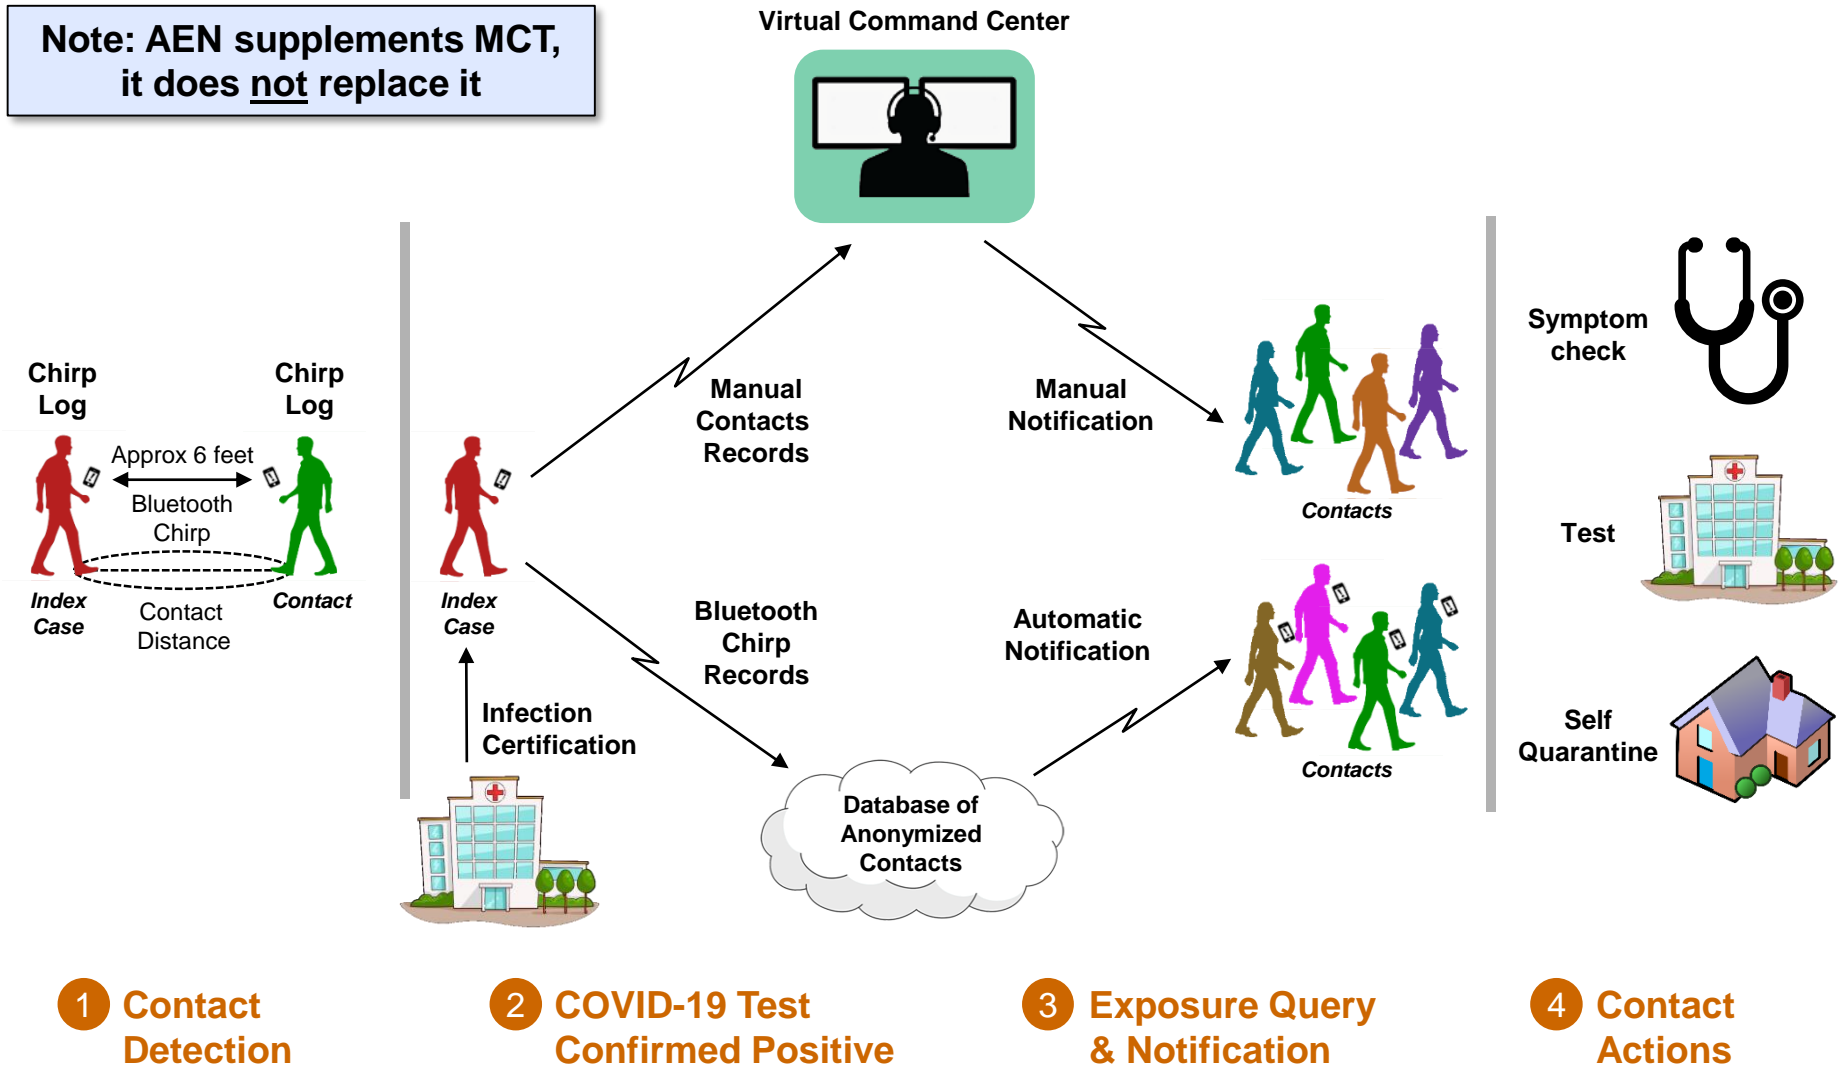 Note: AEN supplements MCT,
it does not replace it
Virtual Command Center
Chirp
Log
Chirp
Log
Approx 6 feet
Bluetooth
Chirp
Index
Case
Contact
Distance
Contact
Index
Case
Infection
Certification
Manual
Contacts
Records
Bluetooth
Chirp
Records
Database of
Anonymized
Contacts
Manual
Notification
Automatic
Notification
Contacts
Contacts
Symptom
check
Test
Self
Quarantine
1 Contact
Detection
2 COVID-19 Test
Confirmed Positive
3 Exposure Query
& Notification
4 Contact
Actions